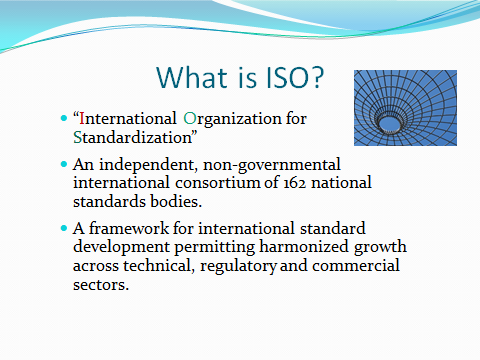 What is ISO?
“International Organization for
Standardization”
An independent, non-governmental
international consortium of 162 national
standards bodies.
A framework for international standard
development permitting harmonized growth
across technical, regulatory and commercial
sectors.